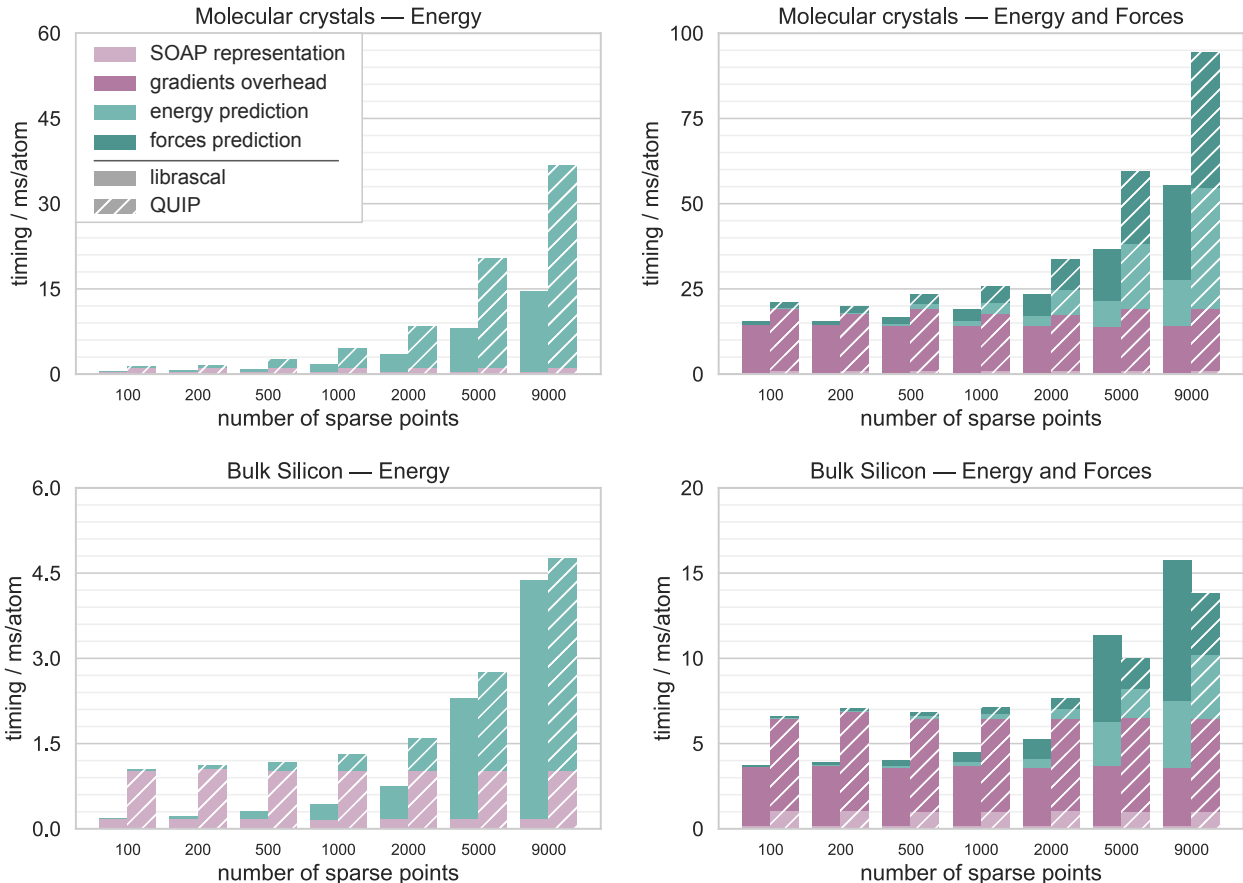 Molecular crystals — Energy
60
45
30
15
0
timing / ms/atom
SOAP representation
gradients overhead
energy prediction
forces prediction
librascal
QUIP
100 200 500 1000 2000 5000 9000
number of sparse points
Molecular crystals — Energy and Forces
100
75
50
25
0
timing / ms/atom
100 200 500 1000 2000 5000 9000
number of sparse points
Bulk Silicon — Energy
6.0
4.5
3.0
1.5
0.0
timing / ms/atom
100 200 500 1000 2000 5000 9000
number of sparse points
Bulk Silicon — Energy and Forces
20
15
10
5
0
timing / ms/atom
100 200 500 1000 2000 5000 9000
number of sparse points